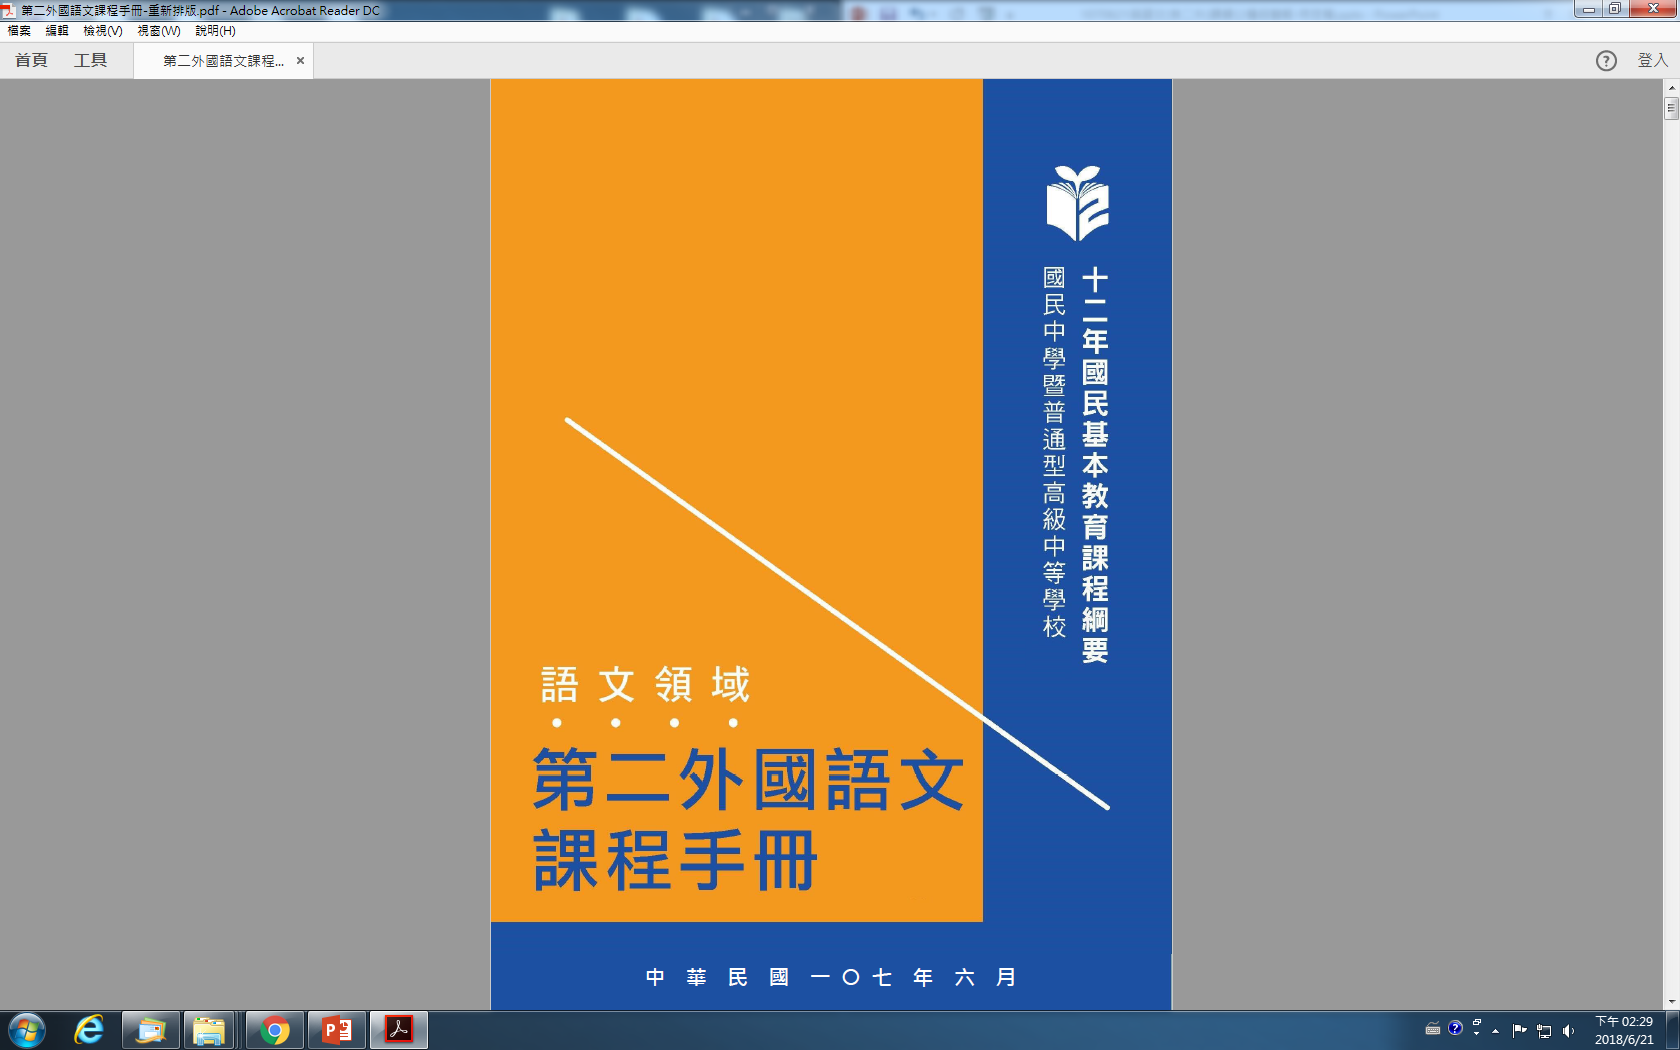 第二外國語文課程手冊-重新排版.pdf - Adobe Acrobat Reader DC
檔案 編輯 檢視(V) 視窗(W) 說明(H)
首頁 工具 第二外國語文課程... × ? 登入
十二年國民基本教育課程綱要
國民中學暨普通型高級中等學校
語文領域
第二外國語文
課程手冊
中華民國一〇七年六月
下午 02:29
2018/6/21